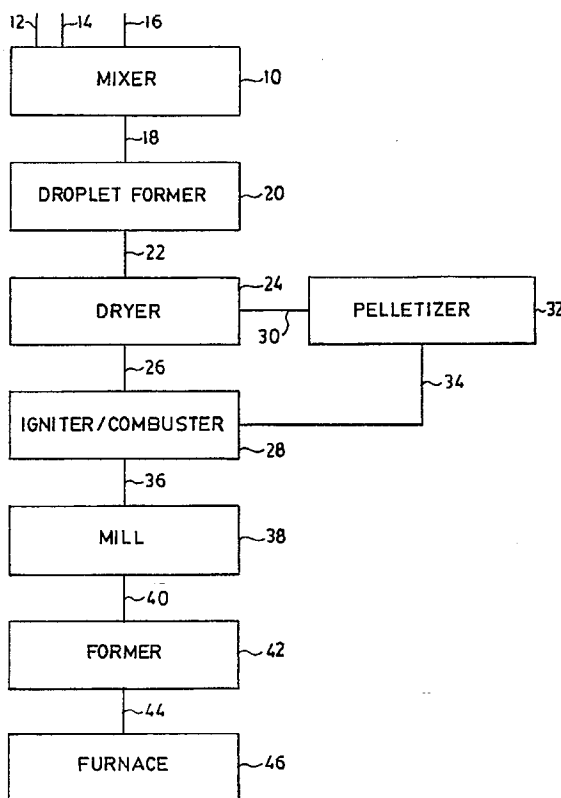 12 14 16
MIXER 10
18
DROPLET FORMER 20
22
24
DRYER
30
PELLETIZER 32
26
34
IGNITER/COMBUSTER
28
36
MILL 38
40
FORMER 42
44
FURNACE 46